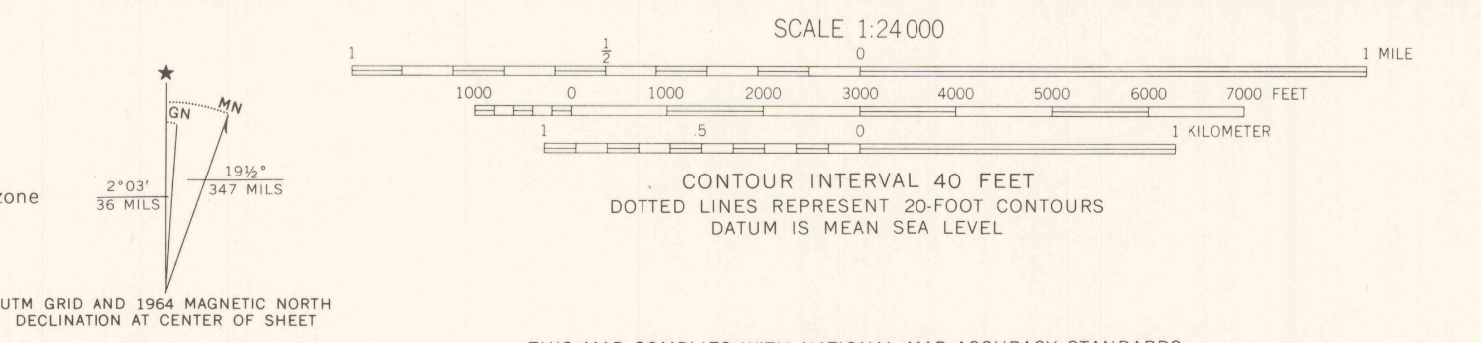 SCALE 1:24 000
1 1/2 0 1 MILE
1000 0 1000 2000 3000 4000 5000 6000 7000 FEET
1 .5 0 1 KILOMETER
CONTOUR INTERVAL 40 FEET
DOTTED LINES REPRESENT 20-FOOT CONTOURS
DATUM IS MEAN SEA LEVEL
zone
★
GN
MN
2°03′
36 MILS
19½°
347 MILS
UTM GRID AND 1964 MAGNETIC NORTH
DECLINATION AT CENTER OF SHEET
THIS MAP COMPLIES WITH NATIONAL MAP ACCURACY STANDARDS